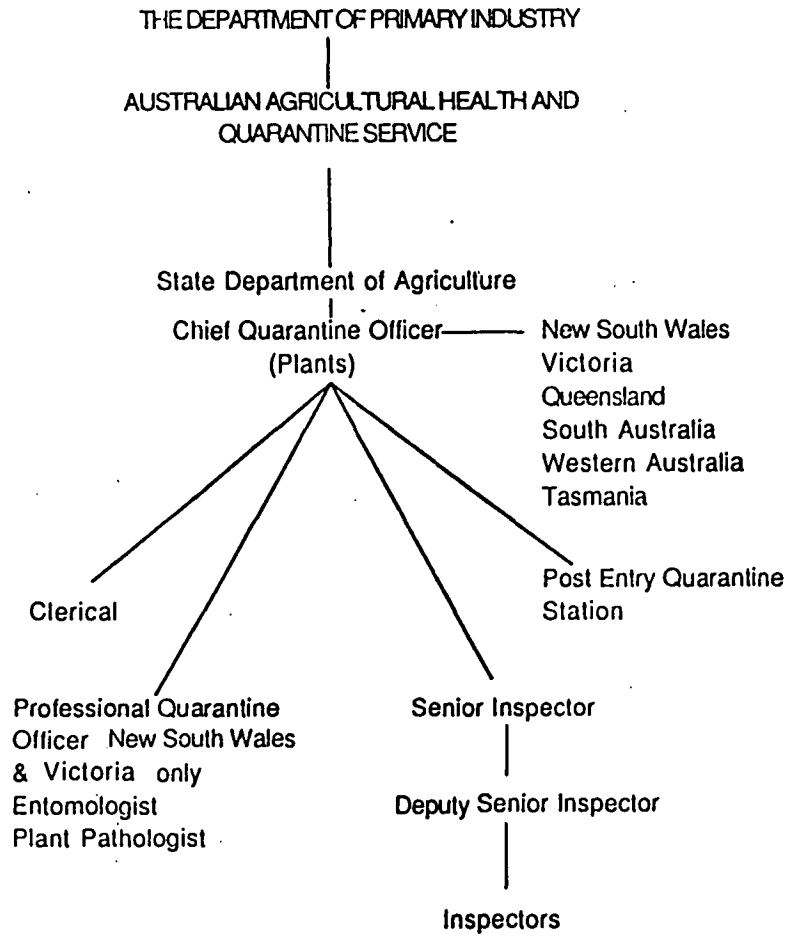 THE DEPARTMENT OF PRIMARY INDUSTRY
AUSTRALIAN AGRICULTURAL HEALTH AND
QUARANTINE SERVICE
State Department of Agriculture
Chief Quarantine Officer
(Plants)
New South Wales
Victoria
Queensland
South Australia
Western Australia
Tasmania
Clerical
Post Entry Quarantine
Station
Professional Quarantine
Officer New South Wales
& Victoria only
Entomologist
Plant Pathologist
Senior Inspector
Deputy Senior Inspector
Inspectors